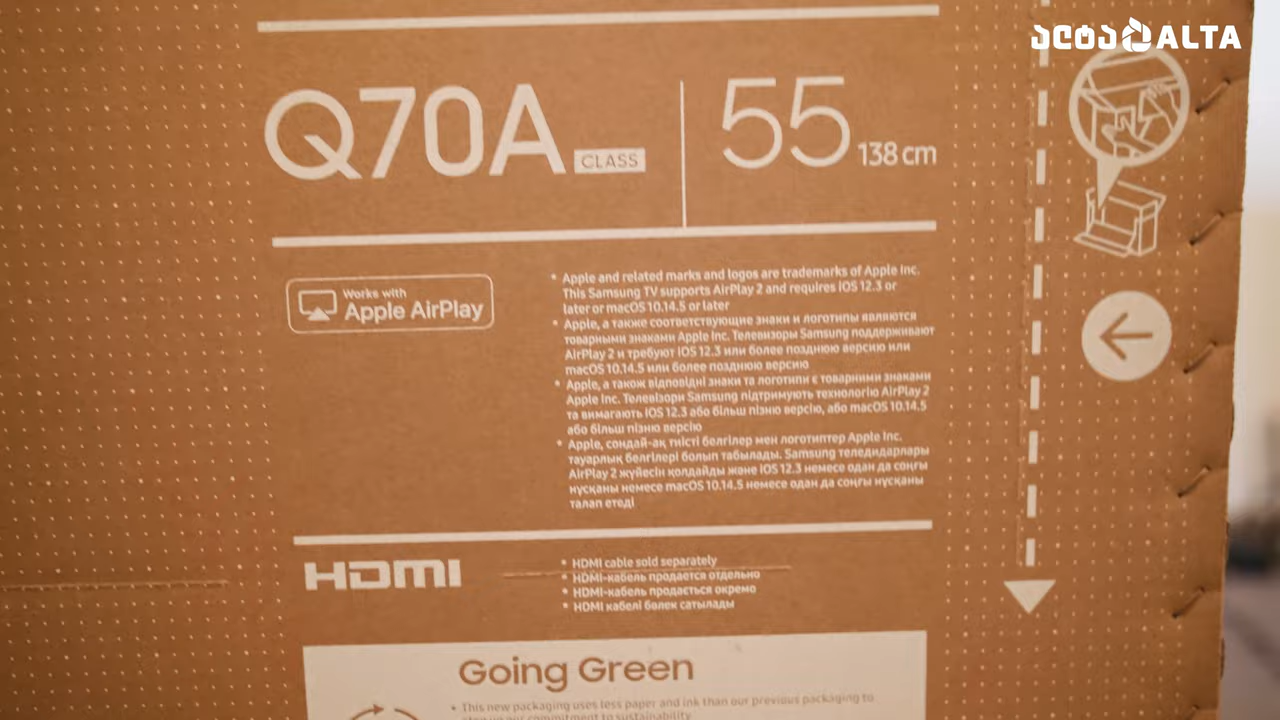 ალტა ALTA
Q70A CLASS
55 138 cm
Works with
Apple AirPlay
* Apple and related marks and logos are trademarks of Apple Inc.
This Samsung TV supports AirPlay 2 and requires iOS 12.3 or
later or macOS 10.14.5 or later
* Apple, а также соответствующие знаки и логотипы являются
товарными знаками Apple Inc. Телевизоры Samsung поддерживают
AirPlay 2 и требуют iOS 12.3 или более позднюю версию или
macOS 10.14.5 или более позднюю версию
* Apple, а також відповідні знаки та логотипи є товарними знаками
Apple Inc. Телевізори Samsung підтримують технологію AirPlay 2
та вимагають iOS 12.3 або більш пізню версію, або macOS 10.14.5
або більш пізню версію
* Apple, сондай-ақ тиісті белгілер мен логотиптер Apple Inc.
тауарлық белгілері болып табылады. Samsung теледидарлары
AirPlay 2 жүйесін қолдайды және iOS 12.3 немесе одан да соңғы
нұсқаны немесе macOS 10.14.5 немесе одан да соңғы нұсқаны
талап етеді
HDMI
* HDMI cable sold separately
* HDMI-кабель продается отдельно
* HDMI-кабель продається окремо
* HDMI кабелі бөлек сатылады
Going Green
• This new packaging uses less paper and ink than our previous packaging to
step up our commitment to sustainability